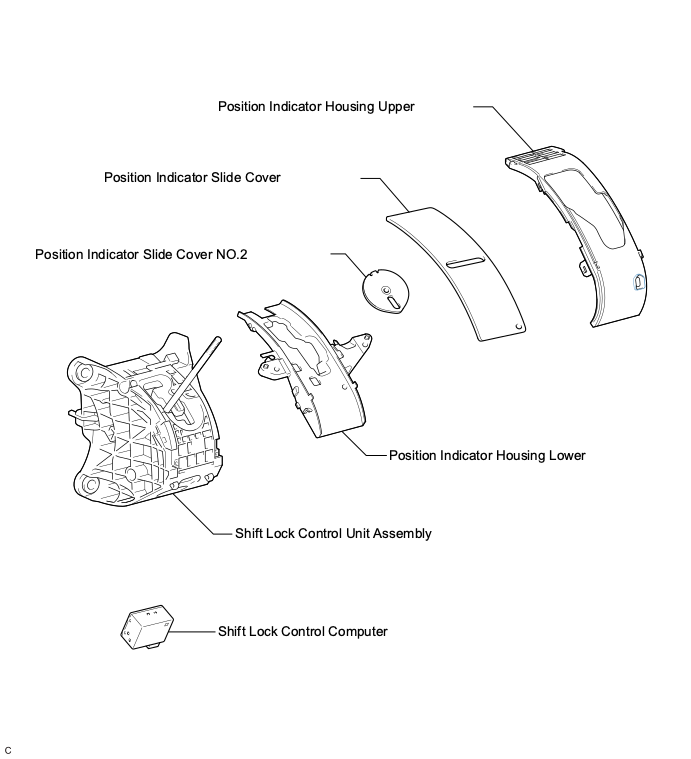 Position Indicator Housing Upper
Position Indicator Slide Cover
Position Indicator Slide Cover NO.2
Position Indicator Housing Lower
Shift Lock Control Unit Assembly
Shift Lock Control Computer
C